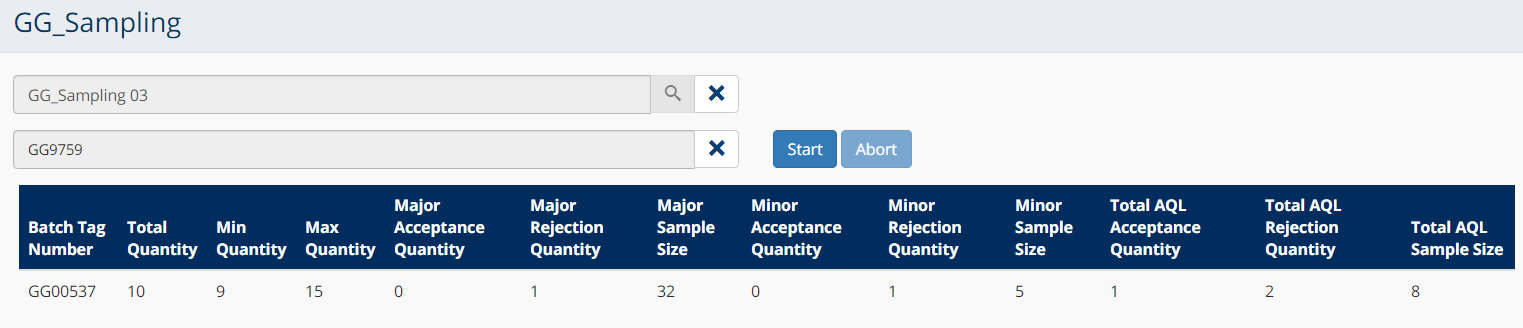 GG_Sampling
GG_Sampling 03
GG9759
Start Abort
Batch Tag Number Total Quantity Min Quantity Max Quantity Major Acceptance Quantity Major Rejection Quantity Major Sample Size Minor Acceptance Quantity Minor Rejection Quantity Minor Sample Size Total AQL Acceptance Quantity Total AQL Rejection Quantity Total AQL Sample Size
GG00537 10 9 15 0 1 32 0 1 5 1 2 8